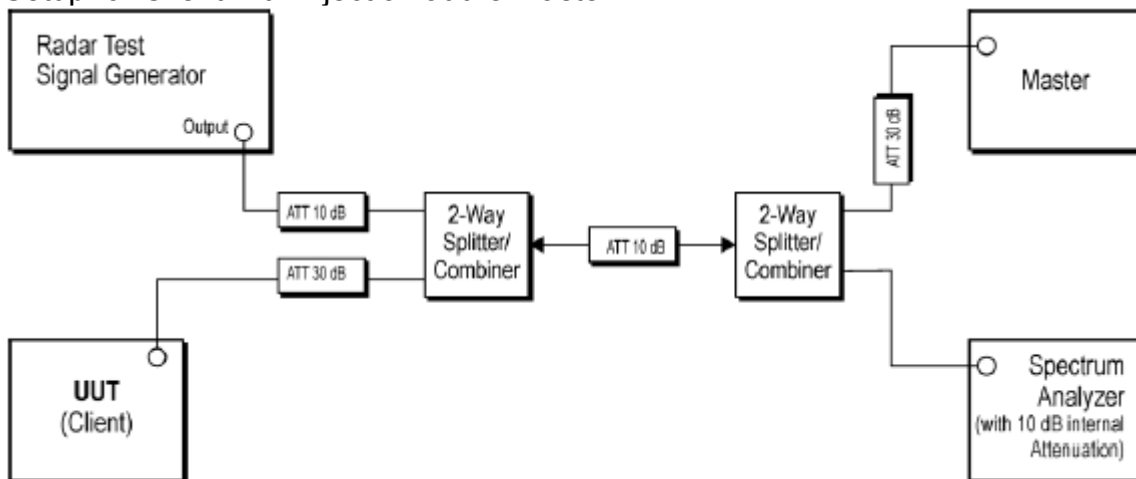 Radar Test
Signal Generator
Output
Master
ATT 30 dB
ATT 10 dB
2-Way
Splitter/
Combiner
ATT 10 dB
2-Way
Splitter/
Combiner
ATT 30 dB
UUT
(Client)
Spectrum
Analyzer
(with 10 dB internal
Attenuation)